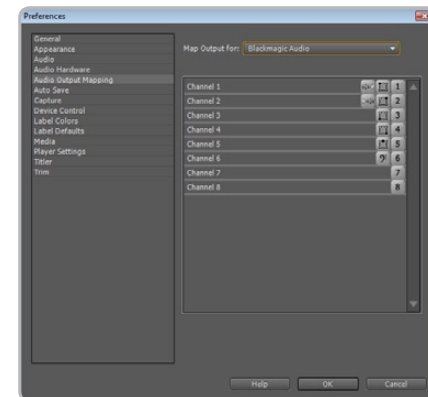 Preferences
General
Appearance
Audio
Audio Hardware
Audio Output Mapping
Auto Save
Capture
Device Control
Label Colors
Label Defaults
Media
Player Settings
Titler
Trim
Map Output for: Blackmagic Audio
Channel 1 1
Channel 2 2
Channel 3 3
Channel 4 4
Channel 5 5
Channel 6 6
Channel 7 7
Channel 8 8
Help OK Cancel